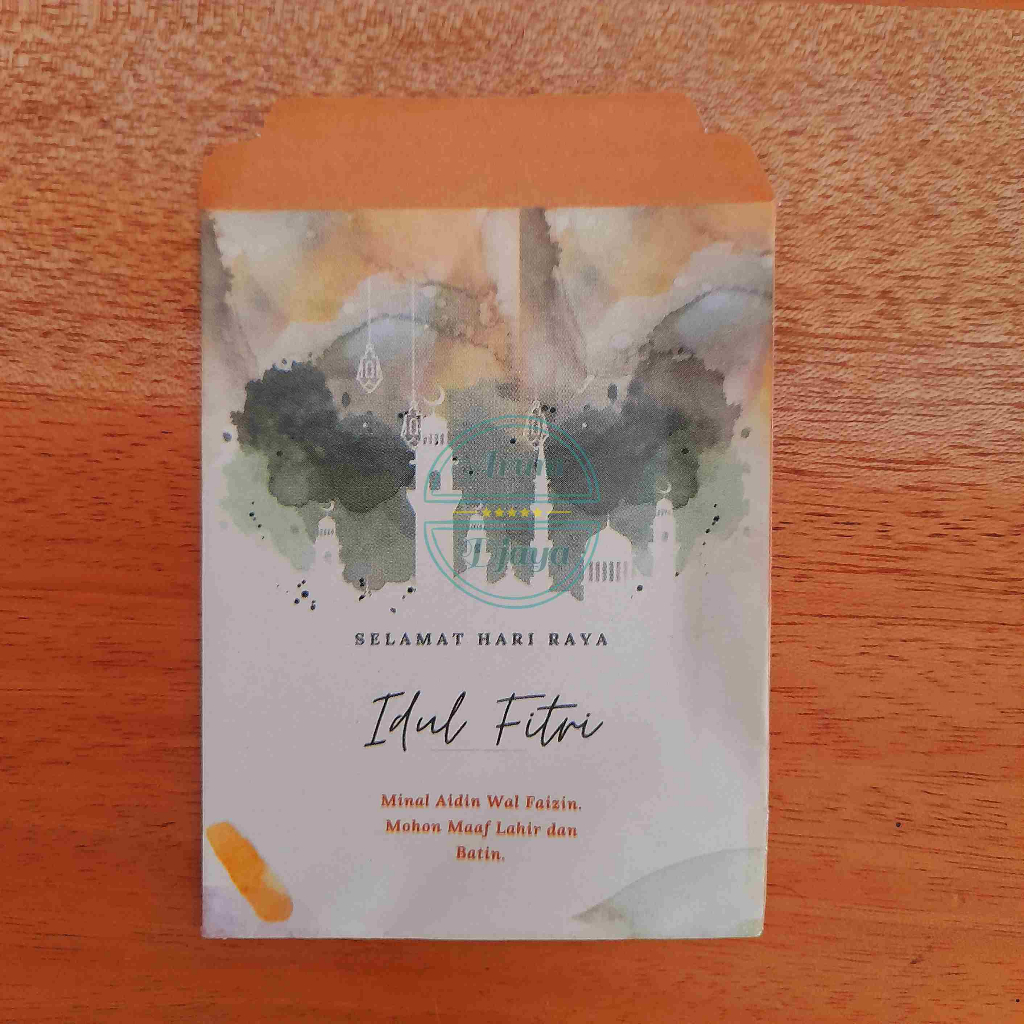 SELAMAT HARI RAYA
Idul Fitri
Minal Aidin Wal Faizin.
Mohon Maaf Lahir dan
Batin.